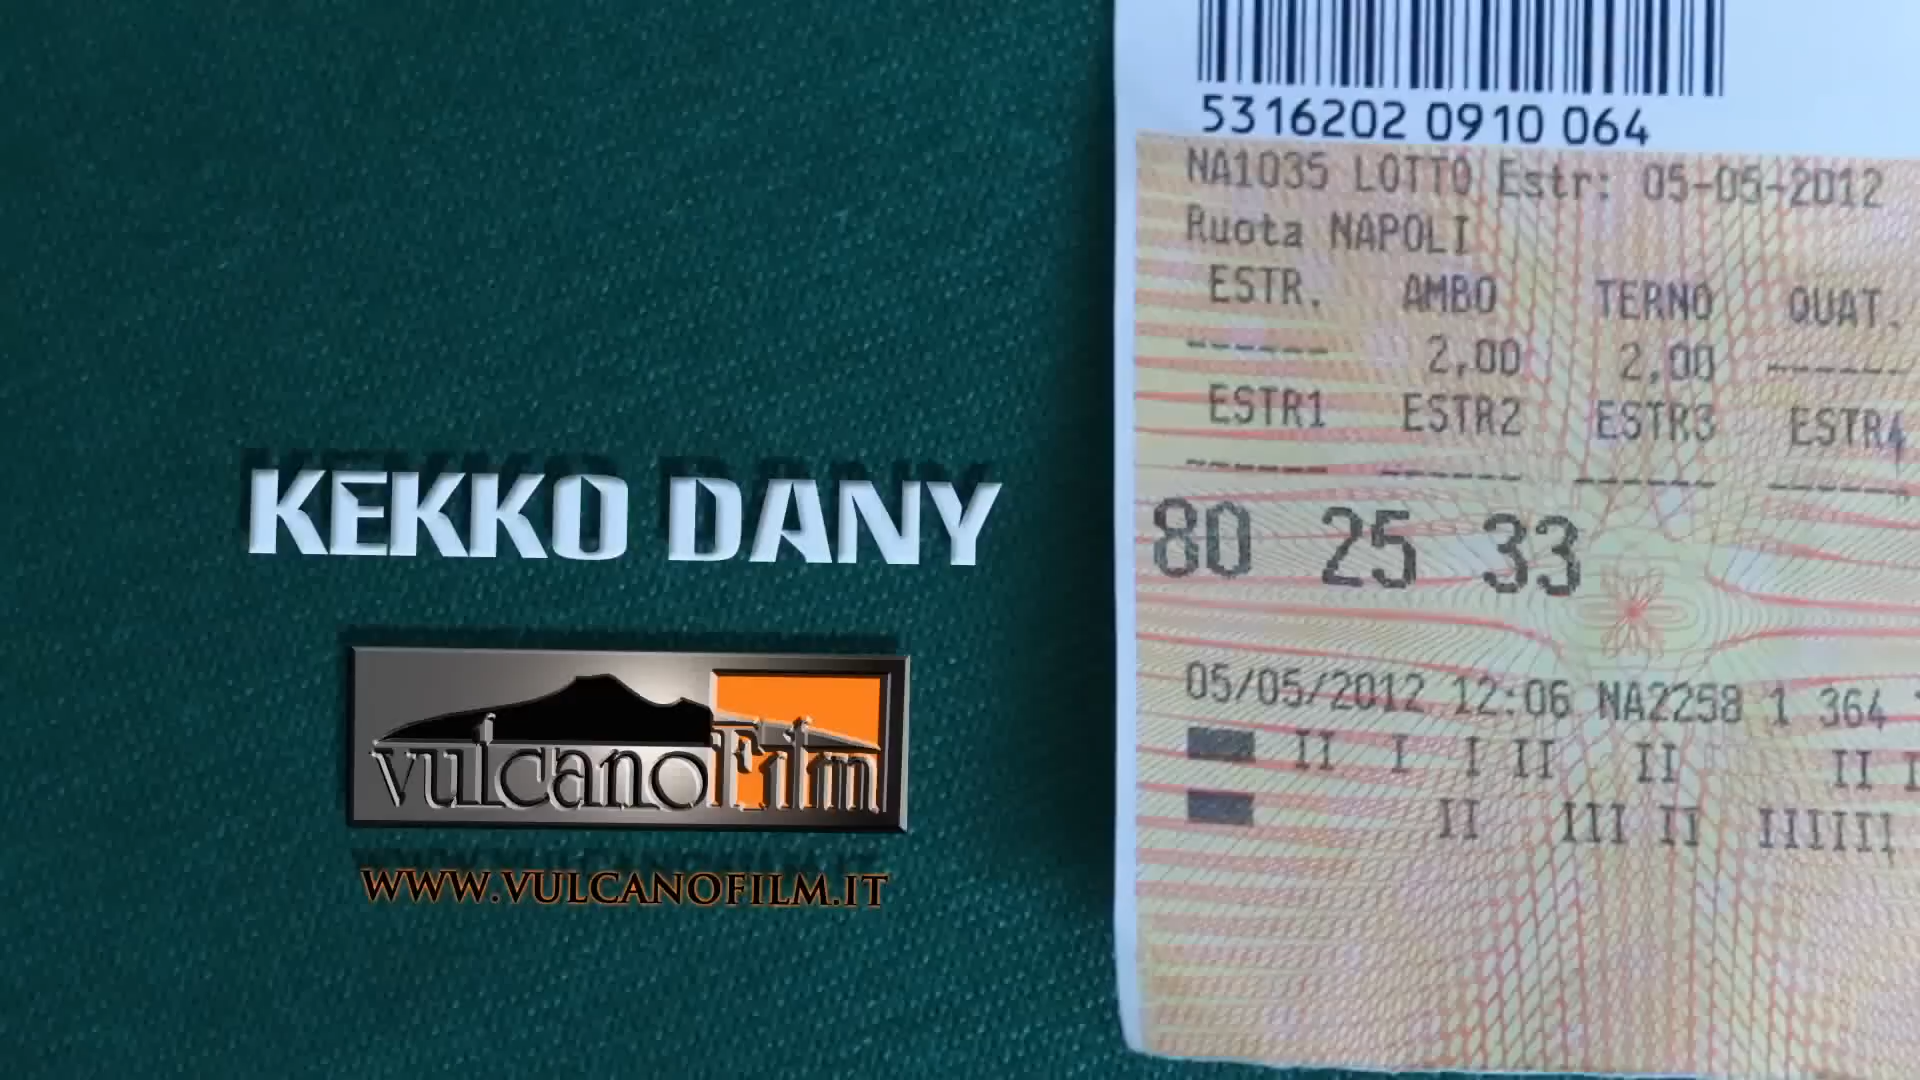 5316202 0910 064
NA1035 LOTTO Estr: 05-05-2012
Ruota NAPOLI
ESTR. AMBO TERNO QUAT.
------ 2,00 2,00 ------
ESTR1 ESTR2 ESTR3 ESTR4
------ ------ ------ ------
80 25 33
05/05/2012 12:06 NA2258 1 364
KEKKO DANY
vulcanoFilm
WWW.VULCANOFILM.IT